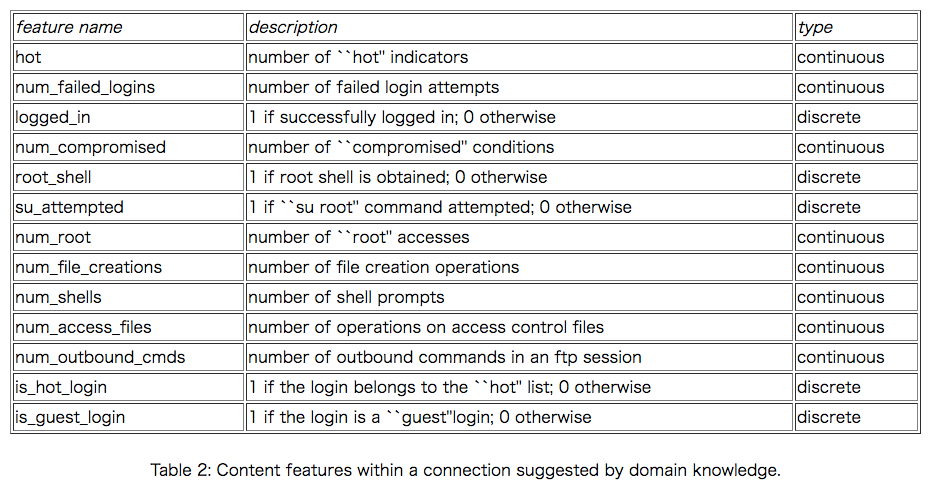 feature name description type
hot number of ``hot'' indicators continuous
num_failed_logins number of failed login attempts continuous
logged_in 1 if successfully logged in; 0 otherwise discrete
num_compromised number of ``compromised'' conditions continuous
root_shell 1 if root shell is obtained; 0 otherwise discrete
su_attempted 1 if ``su root'' command attempted; 0 otherwise discrete
num_root number of ``root'' accesses continuous
num_file_creations number of file creation operations continuous
num_shells number of shell prompts continuous
num_access_files number of operations on access control files continuous
num_outbound_cmds number of outbound commands in an ftp session continuous
is_hot_login 1 if the login belongs to the ``hot'' list; 0 otherwise discrete
is_guest_login 1 if the login is a ``guest''login; 0 otherwise discrete
Table 2: Content features within a connection suggested by domain knowledge.